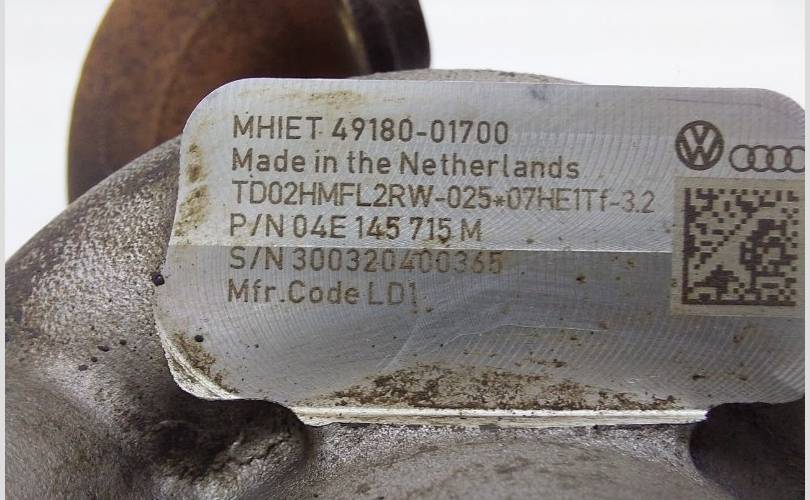 MHIET 49180-01700
Made in the Netherlands
TD02HMFL2RW-025*07HE1Tf-3.2
P/N 04E 145 715 M
S/N 300320400365
Mfr.Code LD1
VW